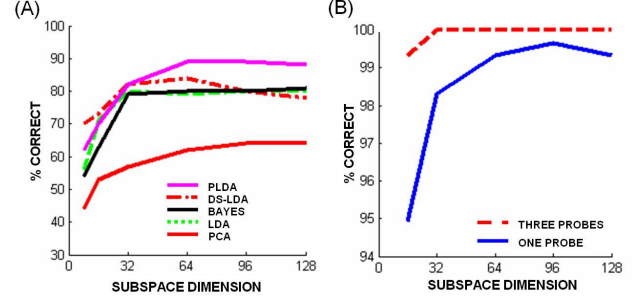 (A)
(B)
100
90
80
70
60
50
40
30
% CORRECT
PLDA
DS-LDA
BAYES
LDA
PCA
0 32 64 96 128
SUBSPACE DIMENSION
100
99
98
97
96
95
94
% CORRECT
THREE PROBES
ONE PROBE
0 32 64 96 128
SUBSPACE DIMENSION